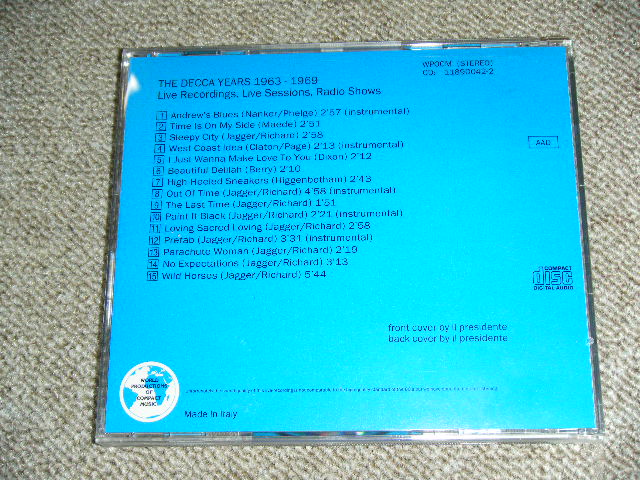 THE DECCA YEARS 1963 - 1969
Live Recordings, Live Sessions, Radio Shows
WPOCM (STEREO)
CD: 11890042-2
1 Andrew's Blues (Nanker/Phelge) 2'57 (instrumental)
2 Time Is On My Side (Maede) 2'51
3 Sleepy City (Jagger/Richard) 2'58
4 West Coast Idea (Claton/Page) 2'13 (instrumental)
5 I Just Wanna Make Love To You (Dixon) 2'12
6 Beautiful Delilah (Berry) 2'10
7 High Heeled Sneakers (Higgenbotham) 2'43
8 Out Of Time (Jagger/Richard) 4'58 (instrumental)
9 The Last Time (Jagger/Richard) 1'51
10 Paint It Black (Jagger/Richard) 2'21 (instrumental)
11 Loving Sacred Loving (Jagger/Richard) 2'58
12 Prefab (Jagger/Richard) 3'31 (instrumental)
13 Parachute Woman (Jagger/Richard) 2'19
14 No Expectations (Jagger/Richard) 3'13
15 Wild Horses (Jagger/Richard) 5'44
AAD
COMPACT
disc
DIGITAL AUDIO
front cover by il presidente
back cover by il presidente
WORLD
PRODUCTIONS
OF
COMPACT
MUSIC
Made In Italy